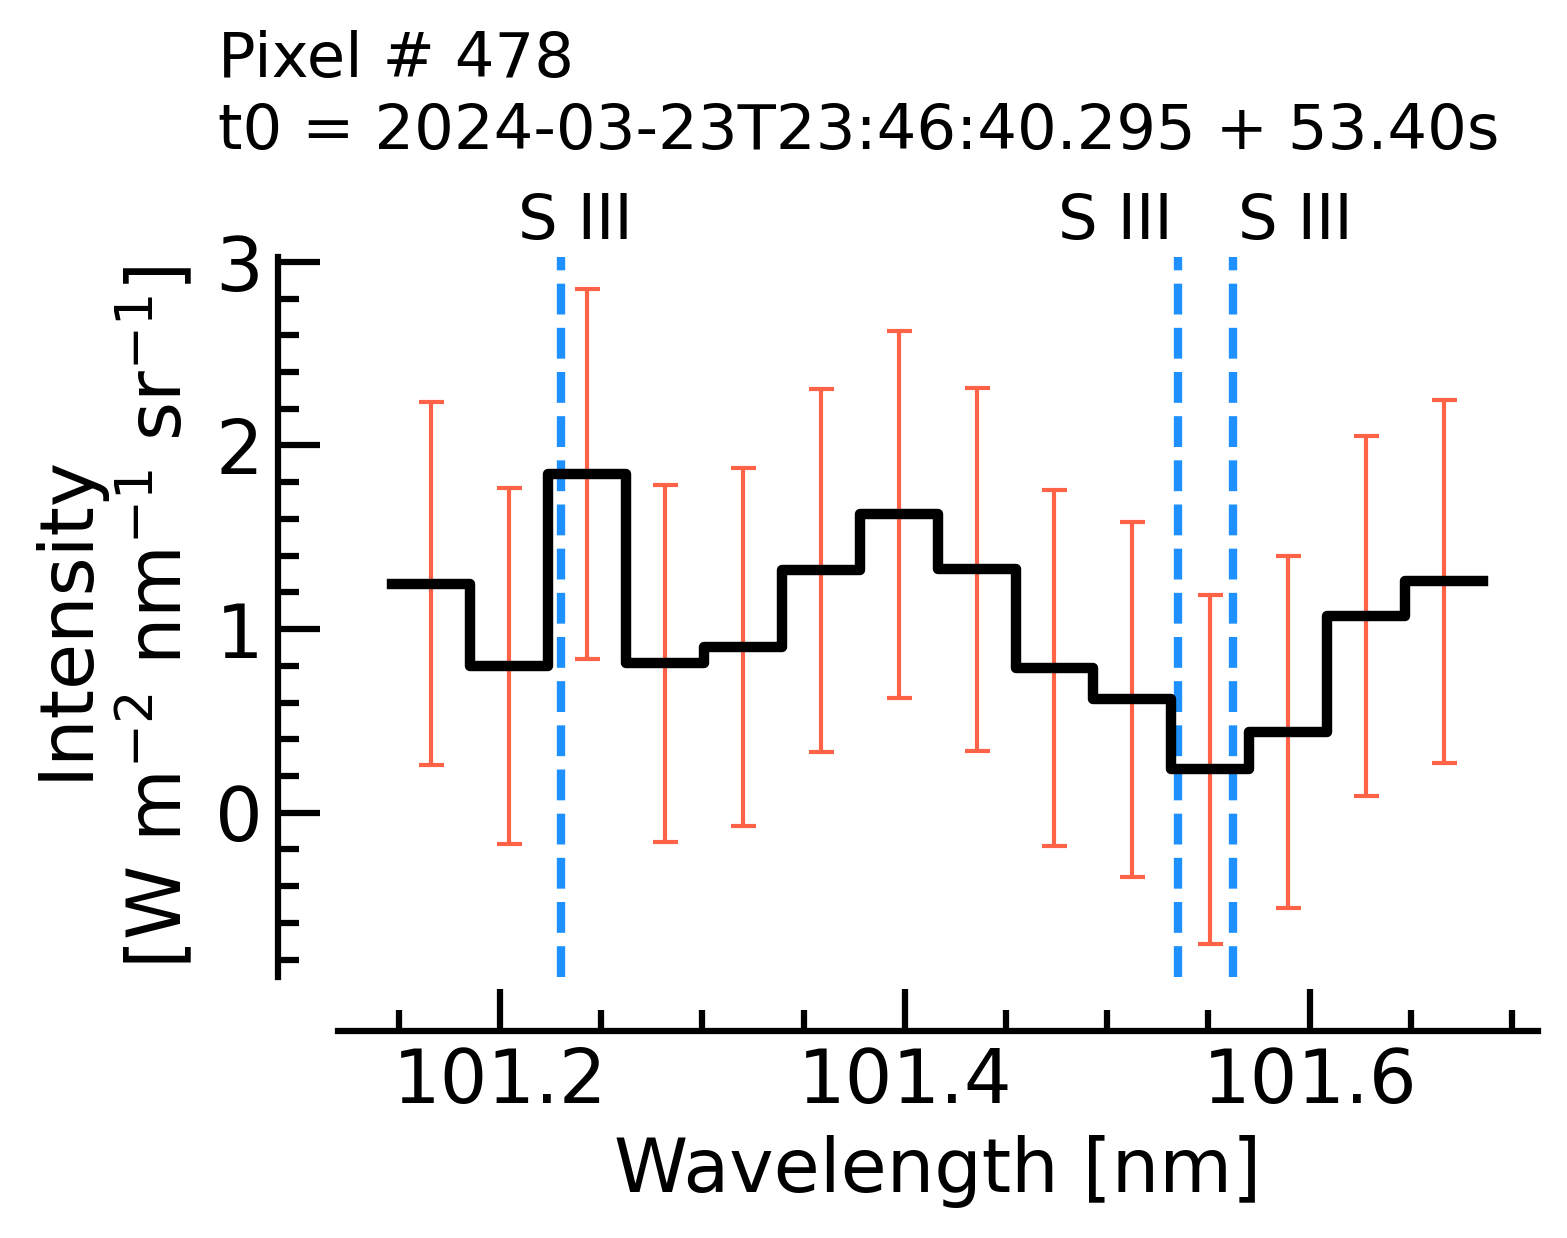 Pixel # 478
t0 = 2024-03-23T23:46:40.295 + 53.40s
S III S III S III
Intensity
[W m⁻² nm⁻¹ sr⁻¹]
3
2
1
0
101.2 101.4 101.6
Wavelength [nm]